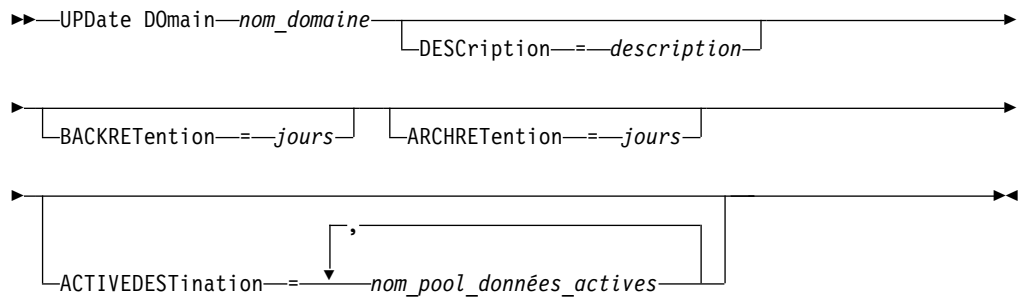 UPDate DOmain nom_domaine
DESCription = description
BACKRETention = jours ARCHRETention = jours
,
ACTIVEDESTination = nom_pool_données_actives